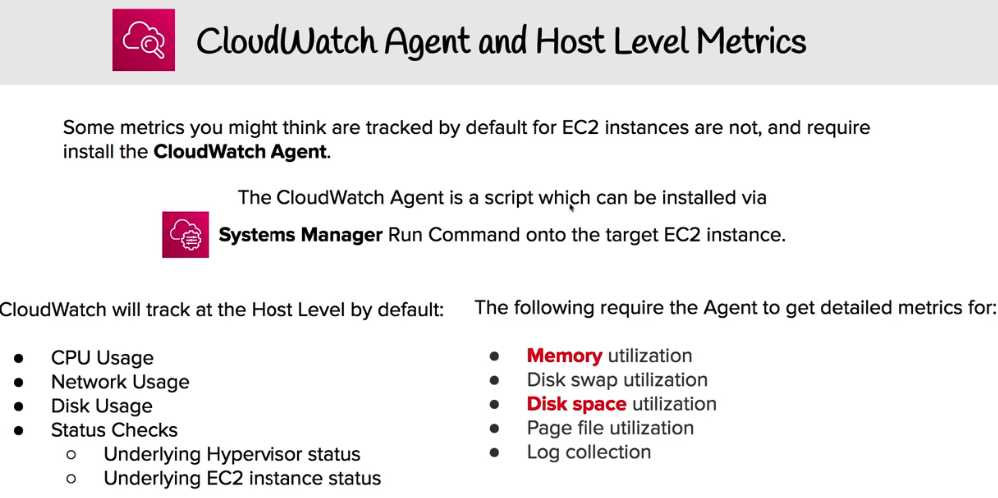 CloudWatch Agent and Host Level Metrics
Some metrics you might think are tracked by default for EC2 instances are not, and require
install the CloudWatch Agent.
The CloudWatch Agent is a script which can be installed via
Systems Manager Run Command onto the target EC2 instance.
CloudWatch will track at the Host Level by default:
● CPU Usage
● Network Usage
● Disk Usage
● Status Checks
○ Underlying Hypervisor status
○ Underlying EC2 instance status
The following require the Agent to get detailed metrics for:
● Memory utilization
● Disk swap utilization
● Disk space utilization
● Page file utilization
● Log collection